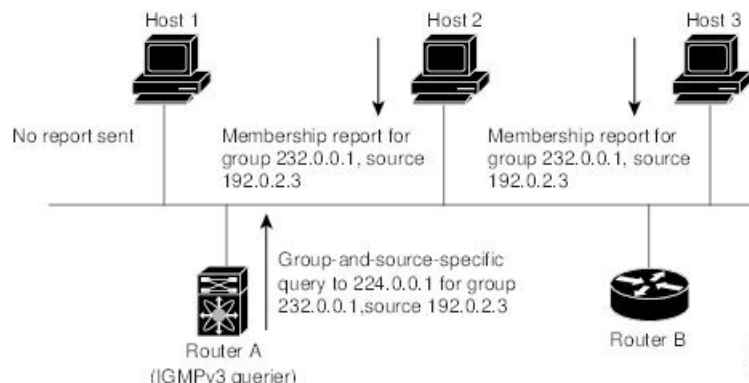 Host 1
Host 2
Host 3
No report sent
Membership report for
group 232.0.0.1, source
192.0.2.3
Membership report for
group 232.0.0.1, source
192.0.2.3
Group-and-source-specific
query to 224.0.0.1 for group
232.0.0.1,source 192.0.2.3
Router A
(IGMPv3 querier)
Router B